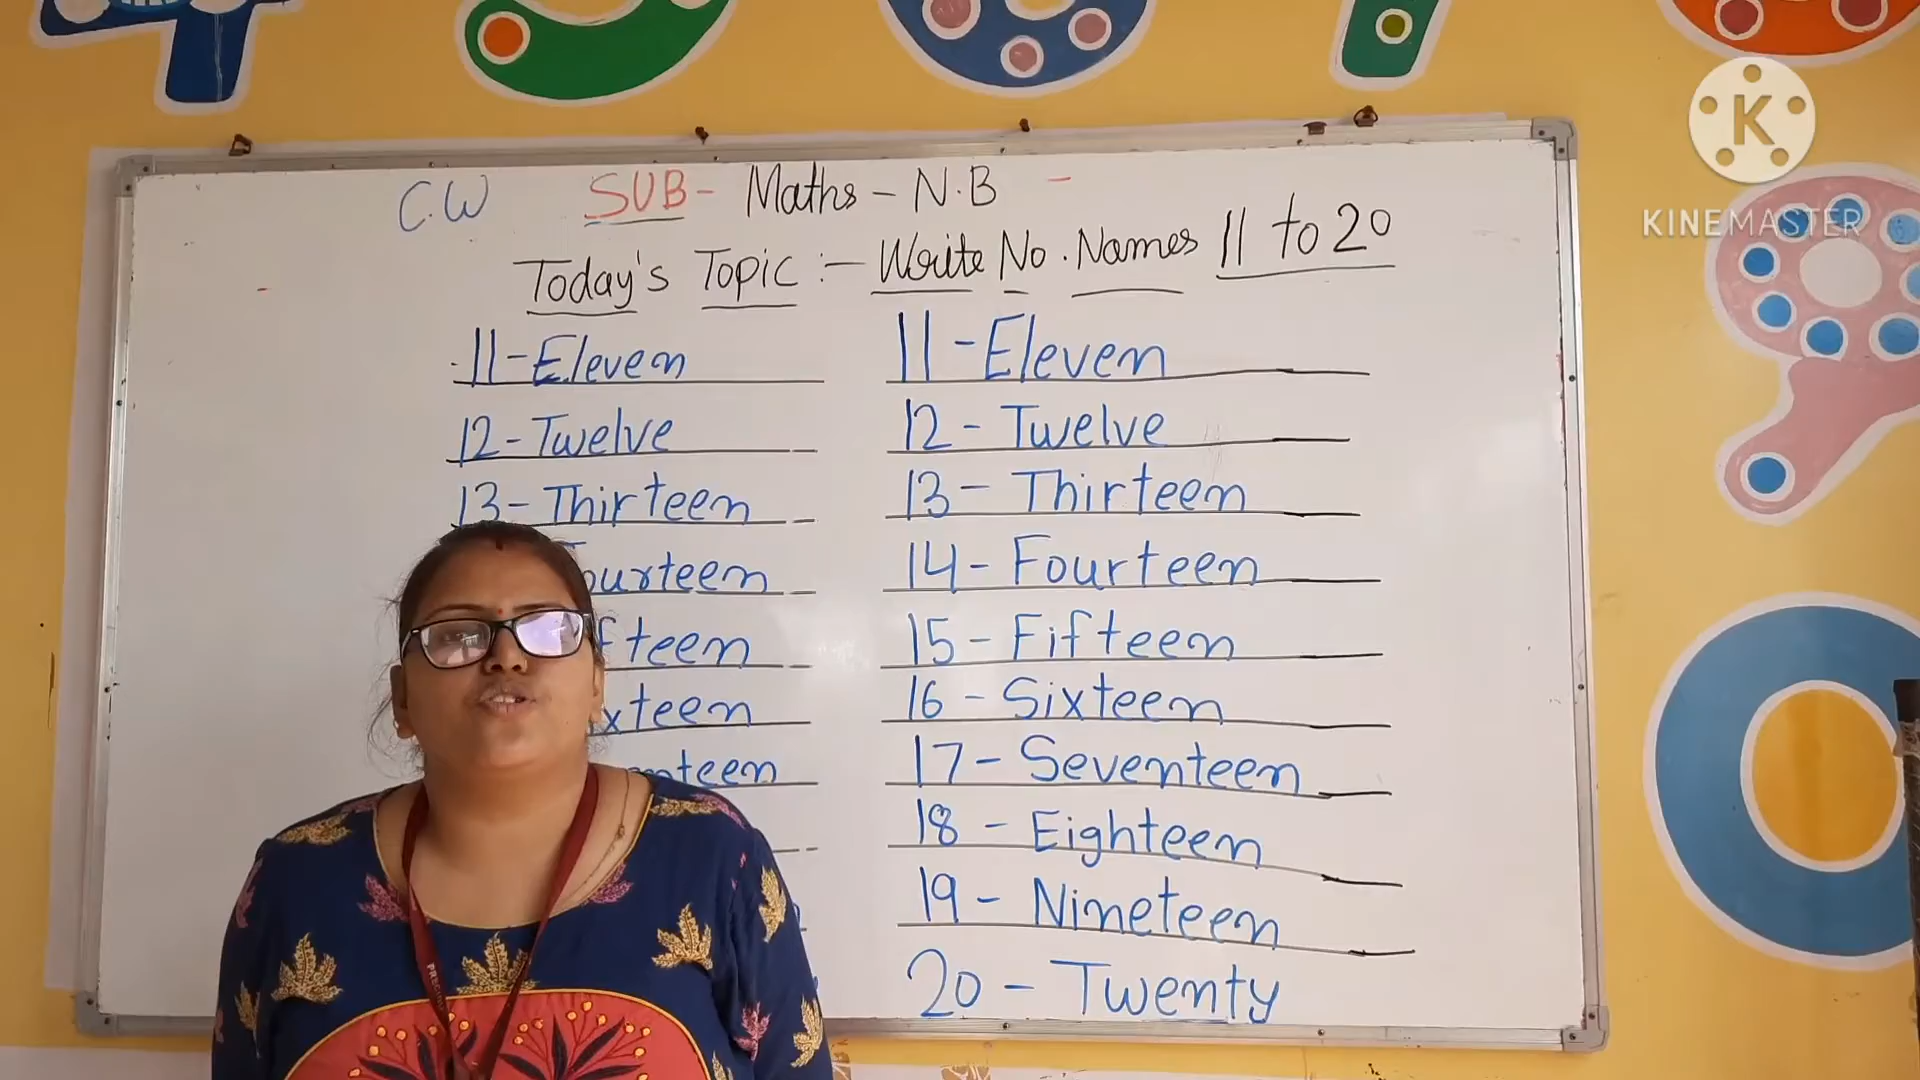 C.W SUB- Maths - N.B -
Today's Topic :- Write No. Names 11 to 20
11-Eleven
12-Twelve
13-Thirteen
ourteen
fteen
xteen
nteen
11 - Eleven
12 - Twelve
13 - Thirteen
14 - Fourteen
15 - Fifteen
16 - Sixteen
17 - Seventeen
18 - Eighteen
19 - Nineteen
20 - Twenty
K
KINEMASTER